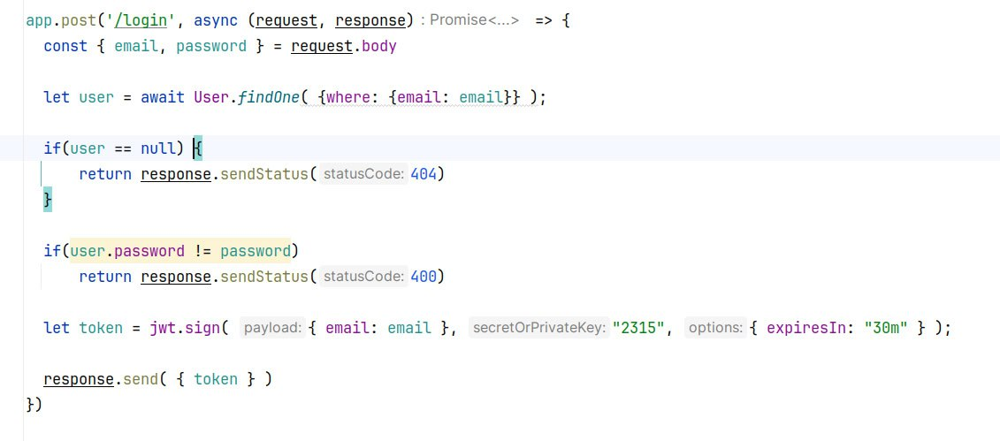 app.post('/login', async (request, response) : Promise<...> => {
const { email, password } = request.body
let user = await User.findOne( {where: {email: email}} );
if(user == null) {
return response.sendStatus( statusCode: 404)
}
if(user.password != password)
return response.sendStatus( statusCode: 400)
let token = jwt.sign( payload: { email: email }, secretOrPrivateKey: "2315", options: { expiresIn: "30m" } );
response.send( { token } )
})